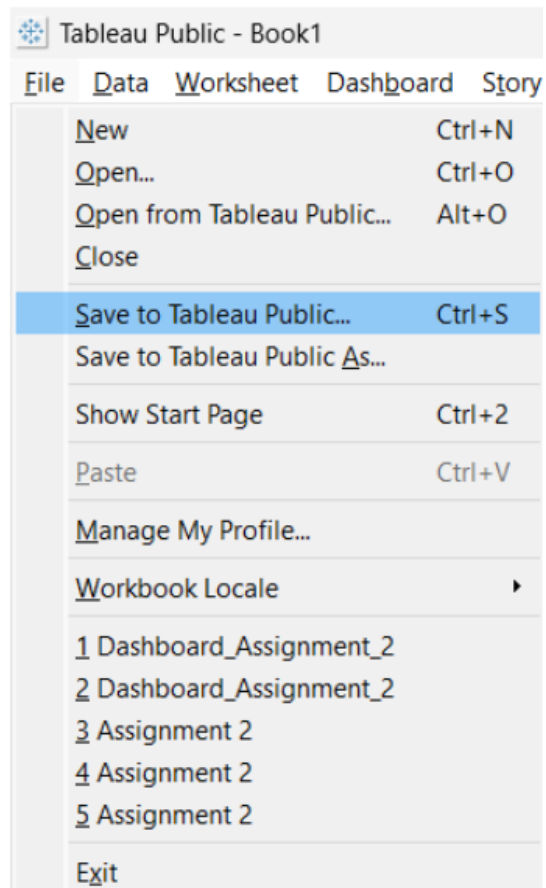 Tableau Public - Book1
File Data Worksheet Dashboard Story
New Ctrl+N
Open... Ctrl+O
Open from Tableau Public... Alt+O
Close
Save to Tableau Public... Ctrl+S
Save to Tableau Public As...
Show Start Page Ctrl+2
Paste Ctrl+V
Manage My Profile...
Workbook Locale
1 Dashboard_Assignment_2
2 Dashboard_Assignment_2
3 Assignment 2
4 Assignment 2
5 Assignment 2
Exit